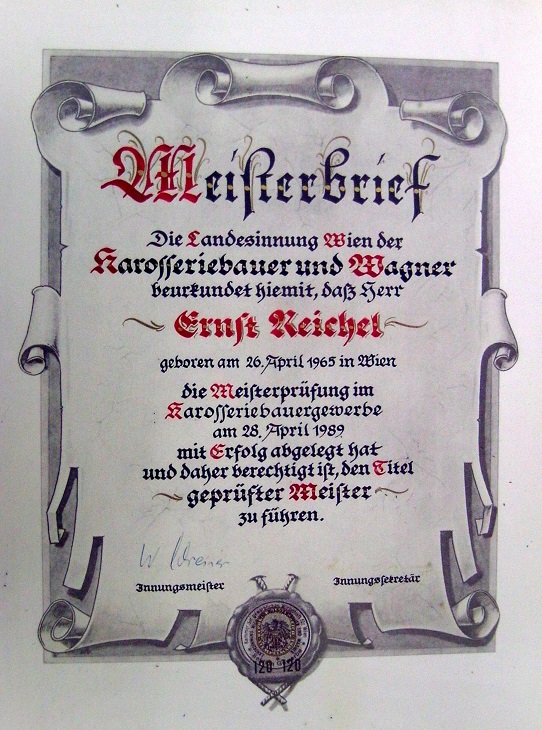 Meisterbrief
Die Landesinnung Wien der
Karosseriebauer und Wagner
beurkundet hiemit, daß Herr
Ernst Reichel
geboren am 26. April 1965 in Wien
die Meisterprüfung im
Karosseriebauergewerbe
am 28. April 1989
mit Erfolg abgelegt hat
und daher berechtigt ist, den Titel
geprüfter Meister
zu führen.
Innungsmeister
Innungssekretär
120 120